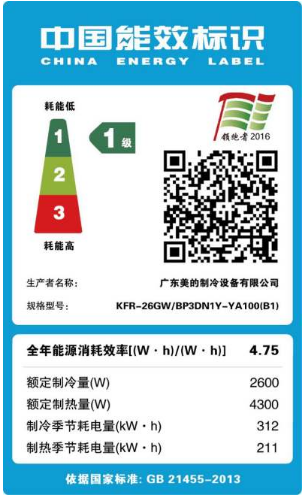 中国能效标识
CHINA ENERGY LABEL
耗能低
1
2
3
耗能高
1级
领跑者2016
生产者名称: 广东美的制冷设备有限公司
规格型号: KFR-26GW/BP3DN1Y-YA100(B1)
全年能源消耗效率[(W·h)/(W·h)] 4.75
额定制冷量(W) 2600
额定制热量(W) 4300
制冷季节耗电量(kW·h) 312
制热季节耗电量(kW·h) 211
依据国家标准: GB 21455-2013